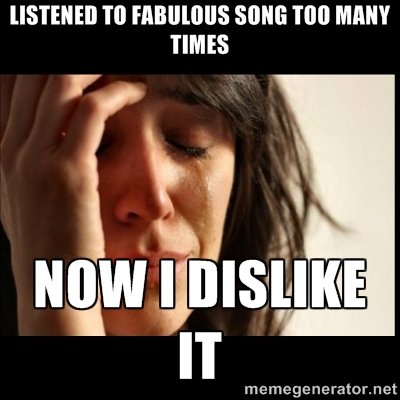 LISTENED TO FABULOUS SONG TOO MANY
TIMES
NOW I DISLIKE
IT
memegenerator.net